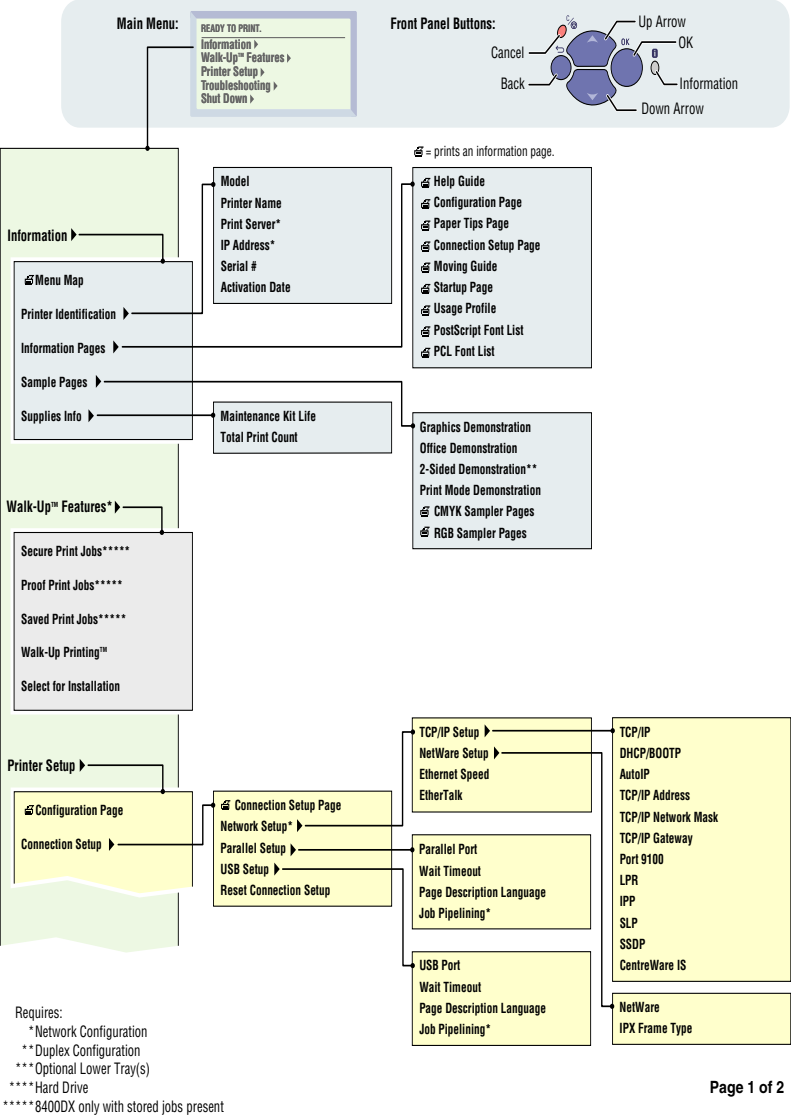 Main Menu:
READY TO PRINT.
Information
Walk-Up™ Features
Printer Setup
Troubleshooting
Shut Down
Front Panel Buttons:
Cancel
Back
OK
Up Arrow
OK
Information
Down Arrow
= prints an information page.
Information
Menu Map
Printer Identification
Information Pages
Sample Pages
Supplies Info
Model
Printer Name
Print Server*
IP Address*
Serial #
Activation Date
Help Guide
Configuration Page
Paper Tips Page
Connection Setup Page
Moving Guide
Startup Page
Usage Profile
PostScript Font List
PCL Font List
Maintenance Kit Life
Total Print Count
Graphics Demonstration
Office Demonstration
2-Sided Demonstration**
Print Mode Demonstration
CMYK Sampler Pages
RGB Sampler Pages
Walk-Up™ Features*
Secure Print Jobs*****
Proof Print Jobs*****
Saved Print Jobs*****
Walk-Up Printing™
Select for Installation
Printer Setup
Configuration Page
Connection Setup
Connection Setup Page
Network Setup*
Parallel Setup
USB Setup
Reset Connection Setup
TCP/IP Setup
NetWare Setup
Ethernet Speed
EtherTalk
Parallel Port
Wait Timeout
Page Description Language
Job Pipelining*
USB Port
Wait Timeout
Page Description Language
Job Pipelining*
TCP/IP
DHCP/BOOTP
AutoIP
TCP/IP Address
TCP/IP Network Mask
TCP/IP Gateway
Port 9100
LPR
IPP
SLP
SSDP
CentreWare IS
NetWare
IPX Frame Type
Requires:
*Network Configuration
**Duplex Configuration
***Optional Lower Tray(s)
****Hard Drive
*****8400DX only with stored jobs present
Page 1 of 2